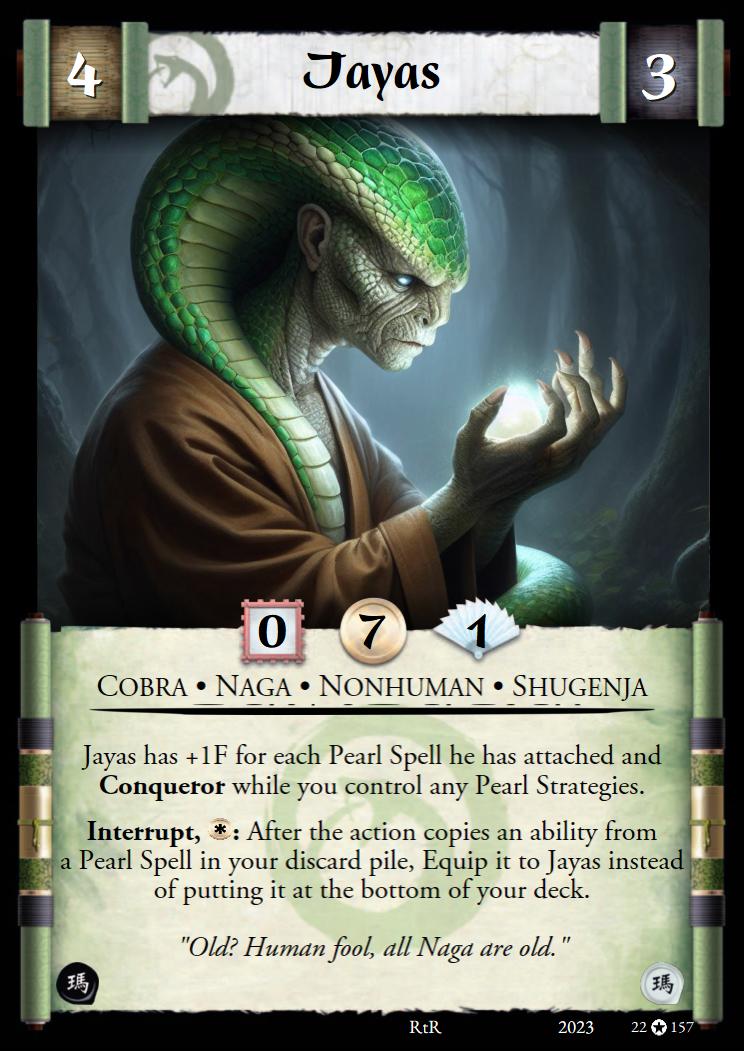 4 Jayas 3
0 7 1
COBRA • NAGA • NONHUMAN • SHUGENJA
Jayas has +1F for each Pearl Spell he has attached and
Conqueror while you control any Pearl Strategies.
Interrupt, *: After the action copies an ability from
a Pearl Spell in your discard pile, Equip it to Jayas instead
of putting it at the bottom of your deck.
"Old? Human fool, all Naga are old."
瑪 瑪
RtR 2023 22 157